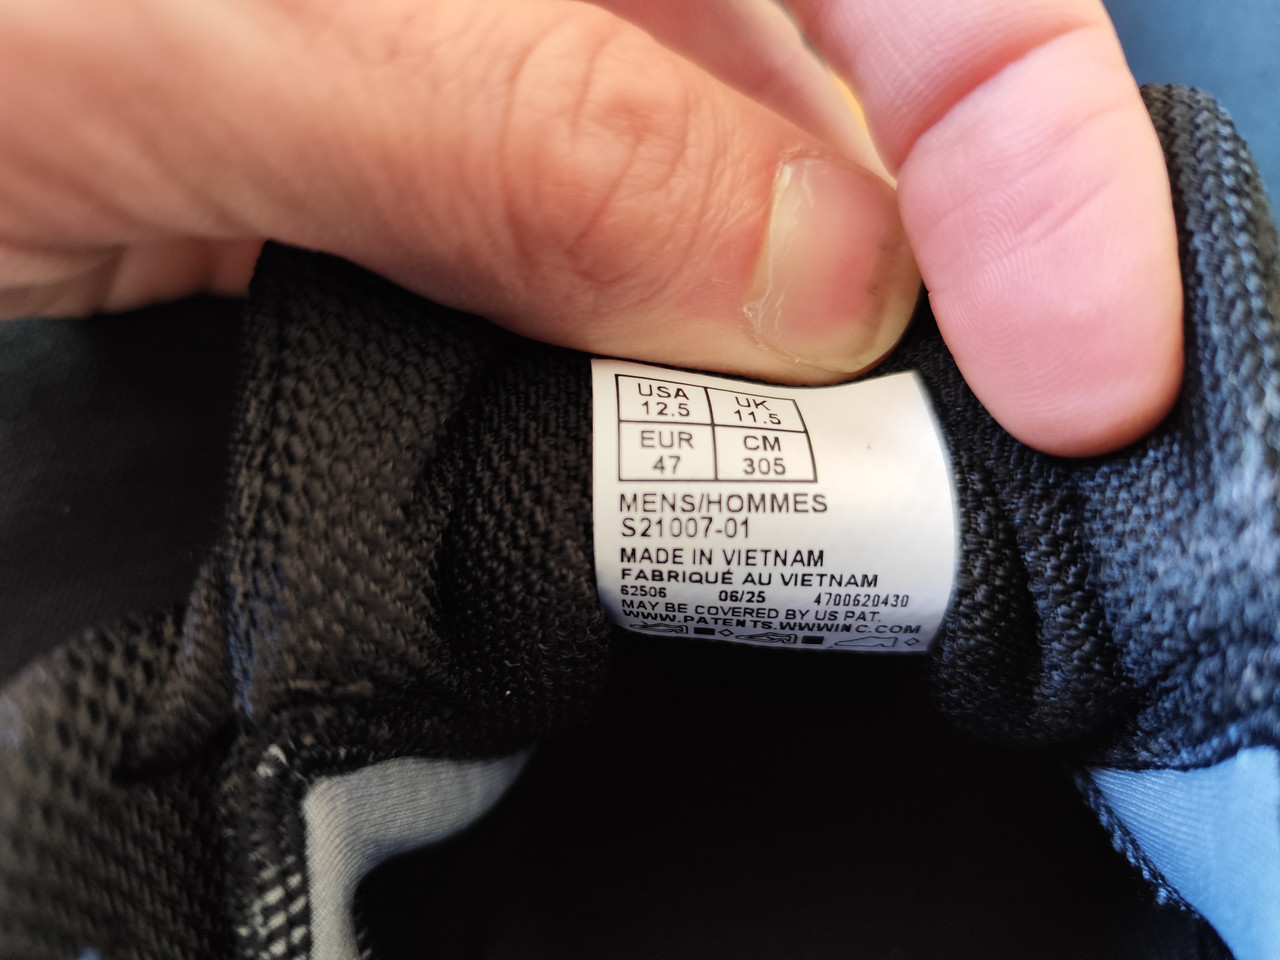 USA 12.5
UK 11.5
EUR 47
CM 305
MENS/HOMMES
S21007-01
MADE IN VIETNAM
FABRIQUÉ AU VIETNAM
62506 06/25 4700620430
MAY BE COVERED BY US PAT.
WWW.PATENTS.WWWINC.COM